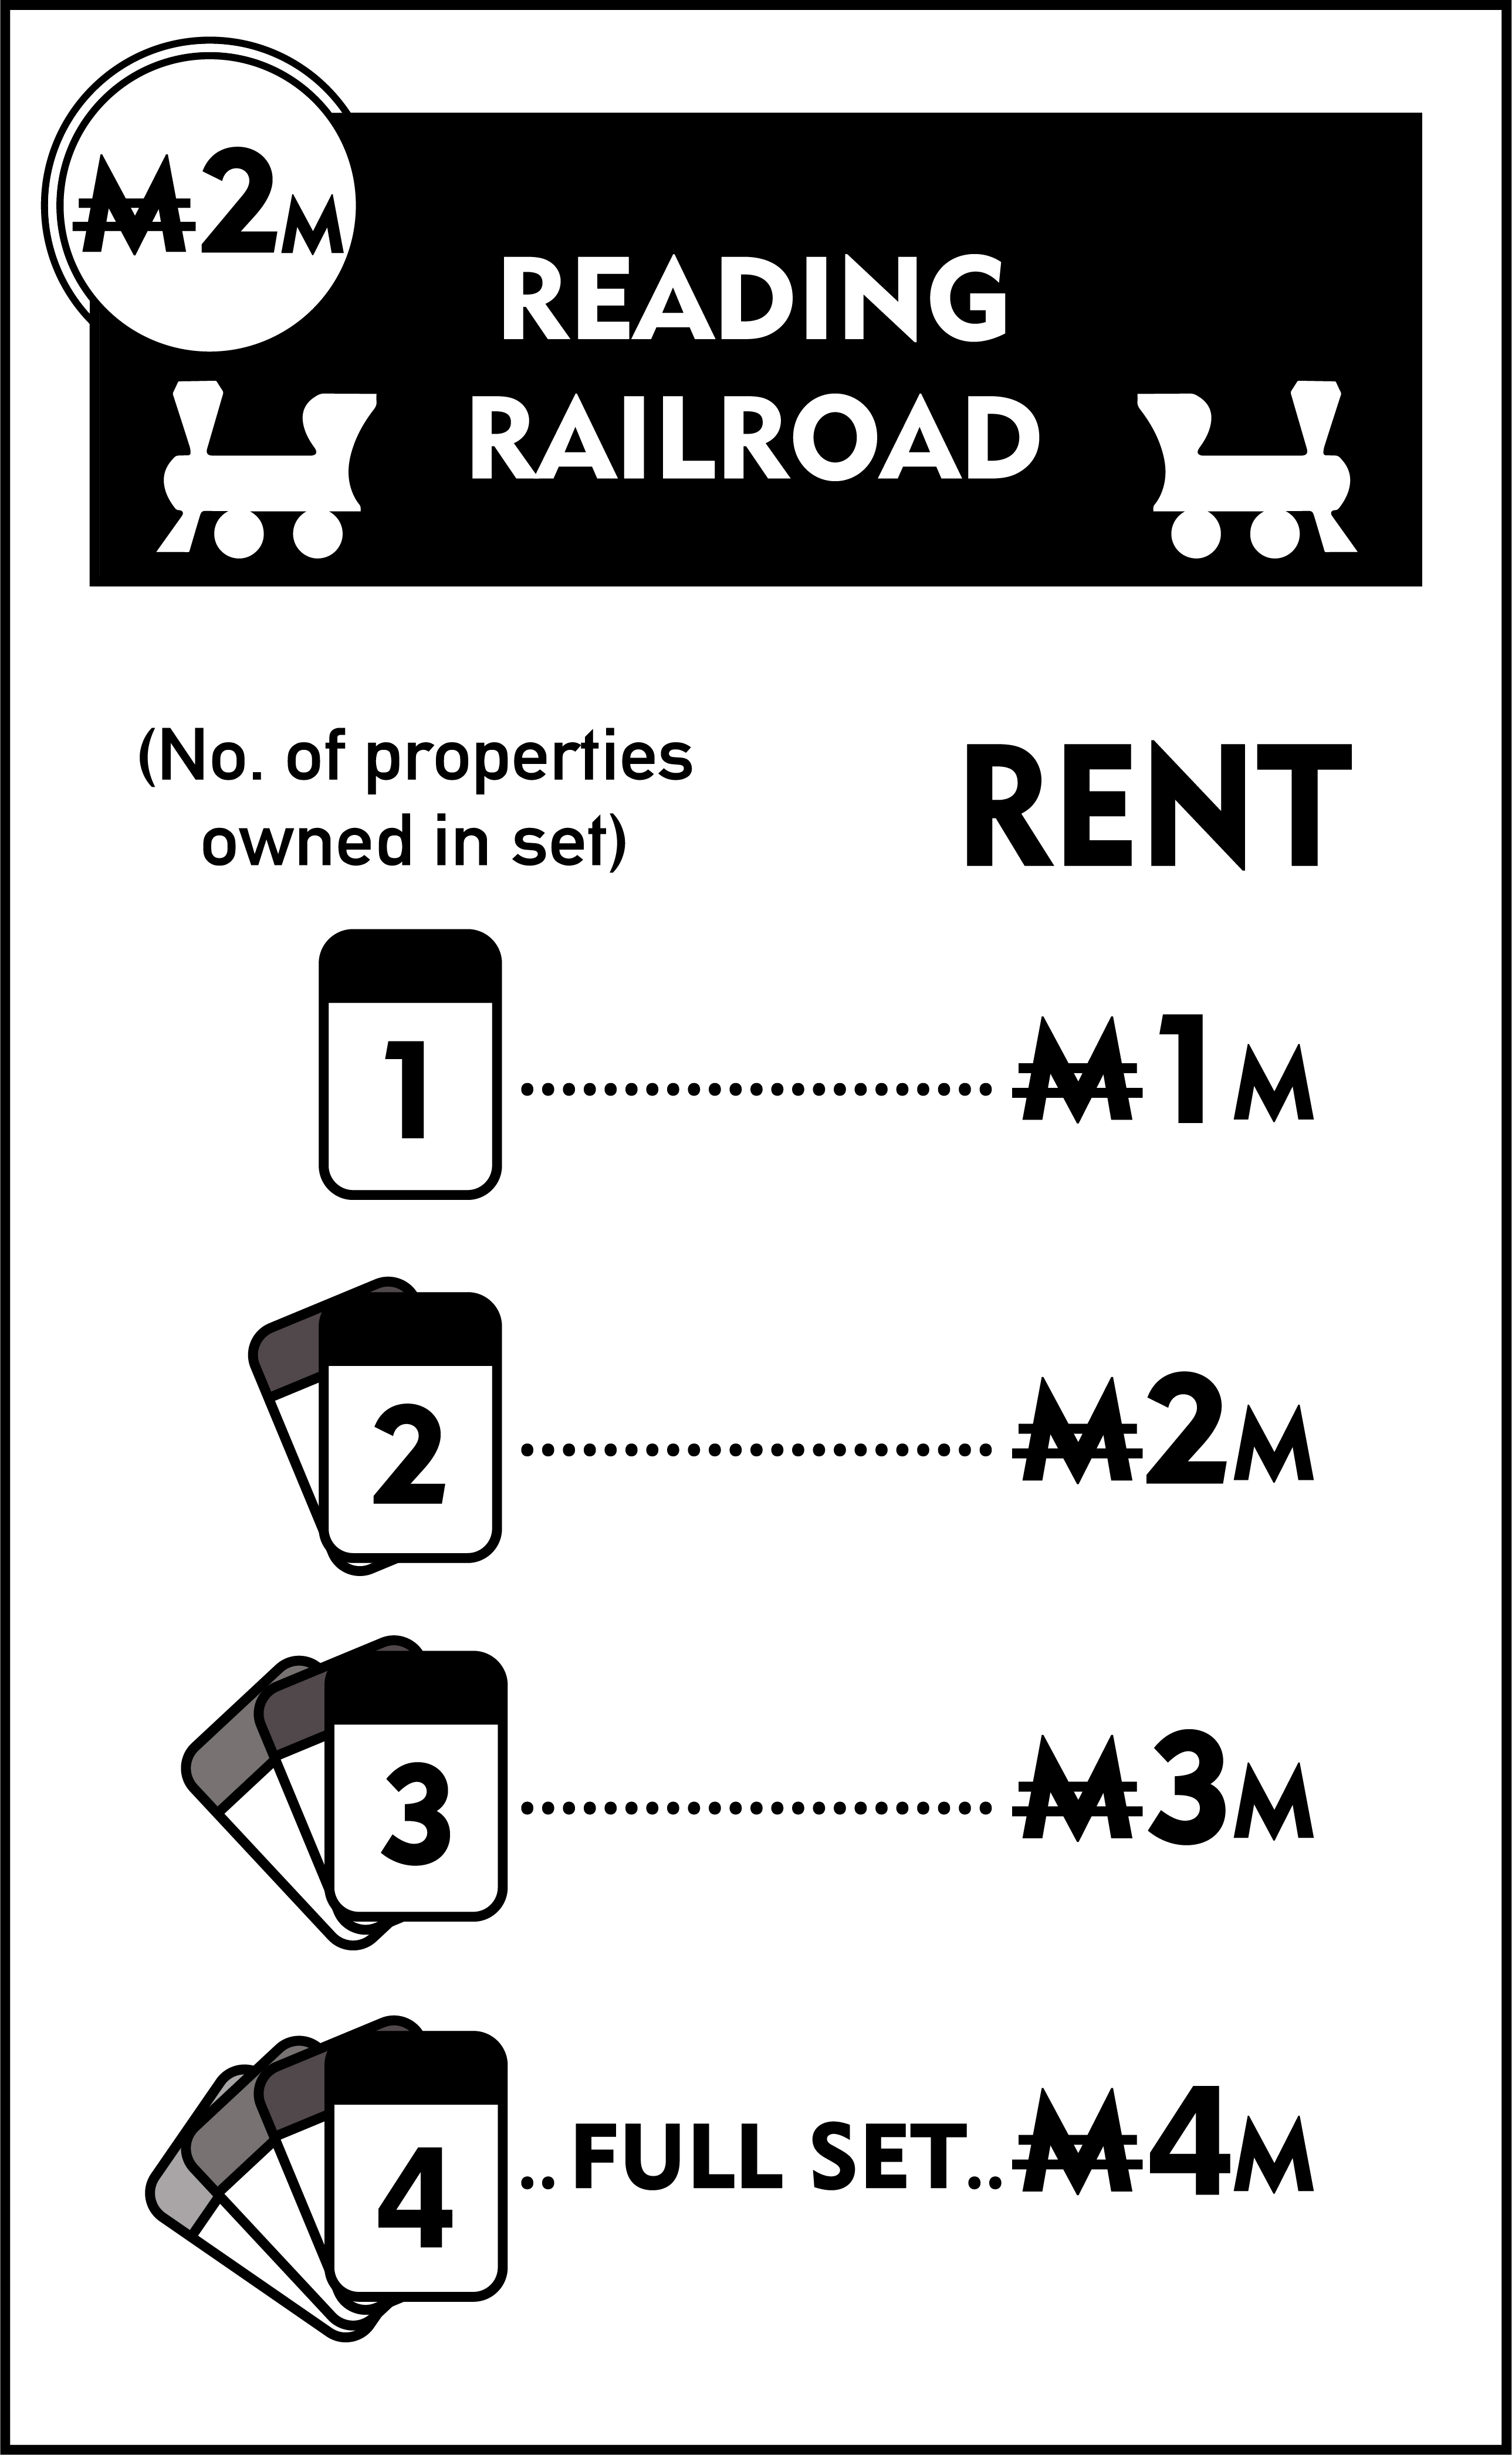 ₩2M
READING
RAILROAD
(No. of properties
owned in set)
RENT
1 ....................... ₩1M
2 ....................... ₩2M
3 ....................... ₩3M
4 ..FULL SET.. ₩4M